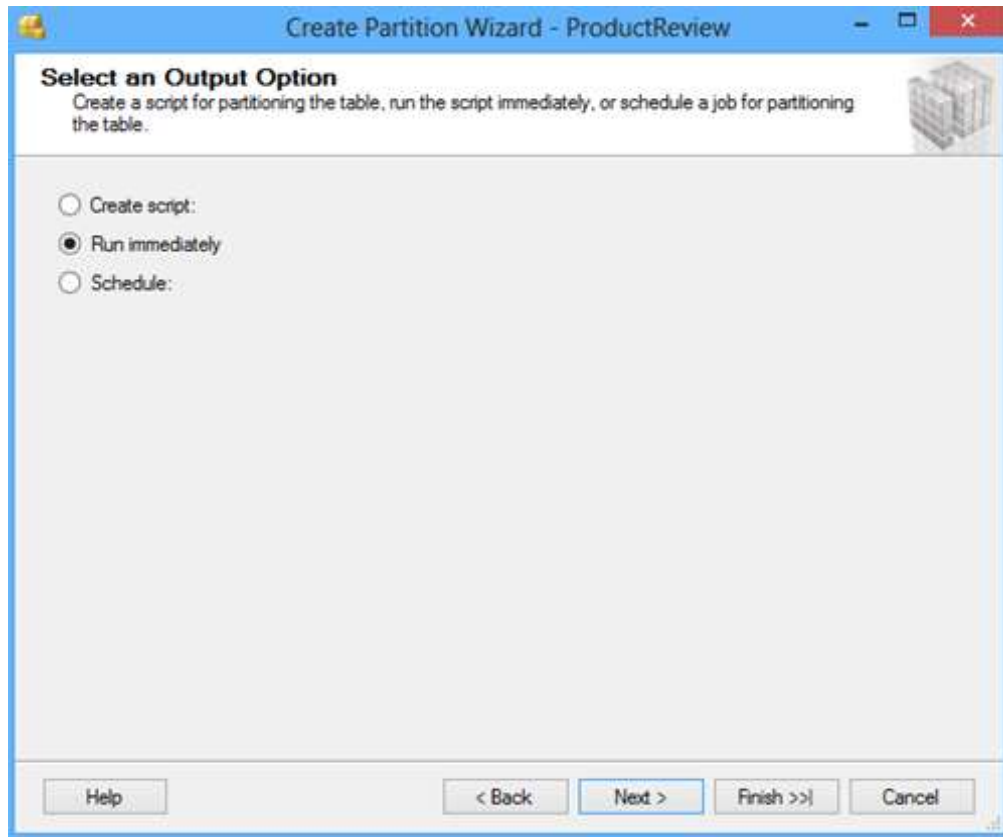 Create Partition Wizard - ProductReview
Select an Output Option
Create a script for partitioning the table, run the script immediately, or schedule a job for partitioning
the table.
Create script:
Run immediately
Schedule:
Help
< Back
Next >
Finish >>|
Cancel